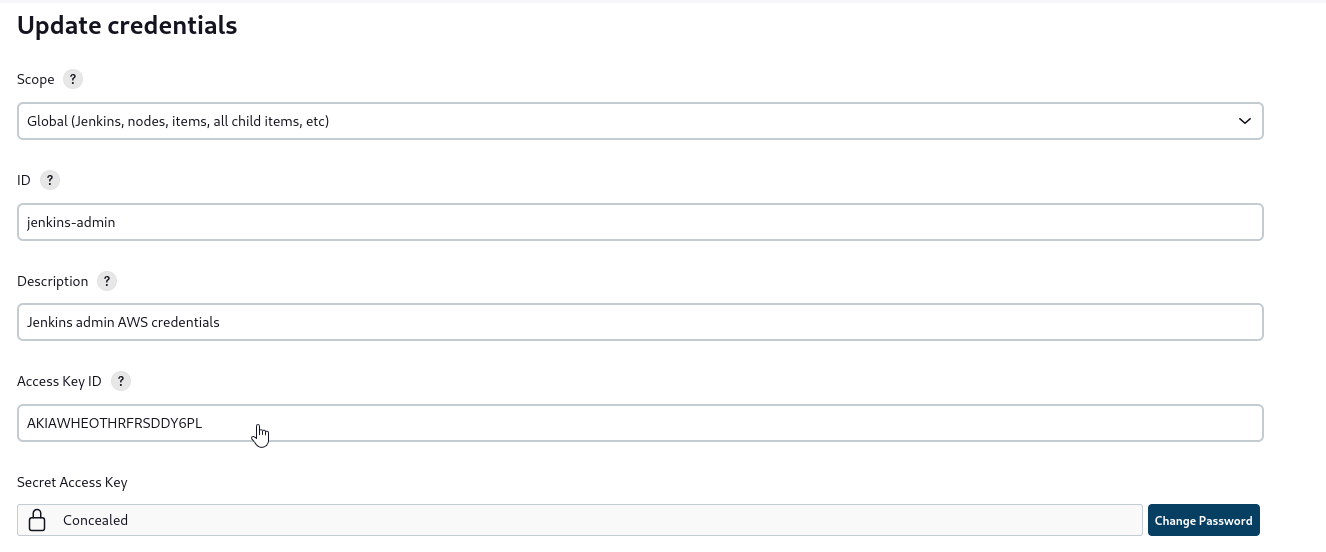 Update credentials
Scope ?
Global (Jenkins, nodes, items, all child items, etc)
ID ?
jenkins-admin
Description ?
Jenkins admin AWS credentials
Access Key ID ?
AKIAWHEOTHRFRSDDY6PL
Secret Access Key
Concealed
Change Password